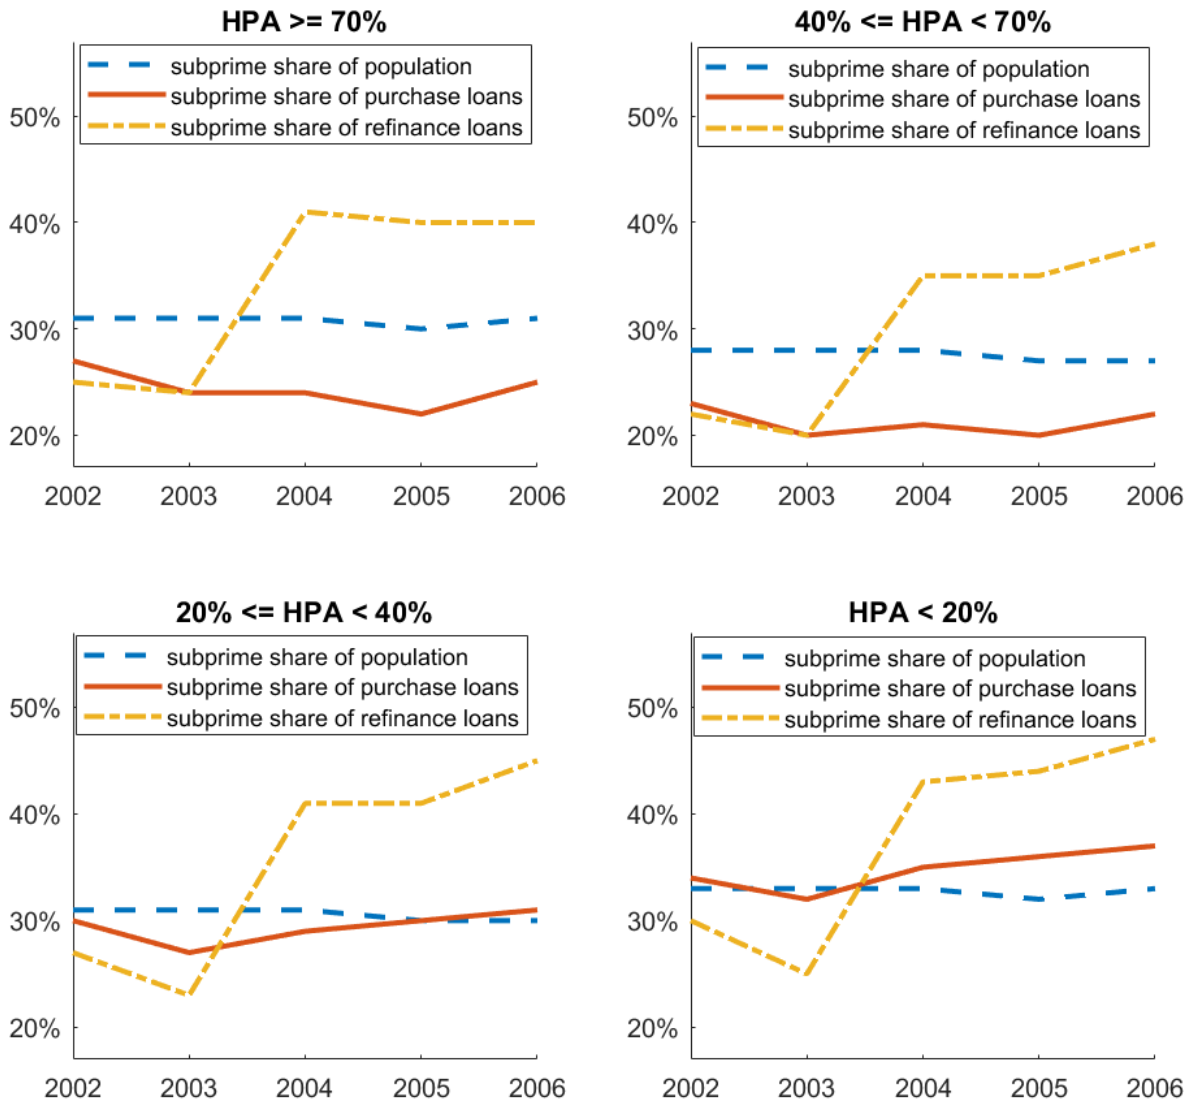 HPA >= 70%
subprime share of population
subprime share of purchase loans
subprime share of refinance loans
50%
40%
30%
20%
2002 2003 2004 2005 2006
40% <= HPA < 70%
subprime share of population
subprime share of purchase loans
subprime share of refinance loans
50%
40%
30%
20%
2002 2003 2004 2005 2006
20% <= HPA < 40%
subprime share of population
subprime share of purchase loans
subprime share of refinance loans
50%
40%
30%
20%
2002 2003 2004 2005 2006
HPA < 20%
subprime share of population
subprime share of purchase loans
subprime share of refinance loans
50%
40%
30%
20%
2002 2003 2004 2005 2006